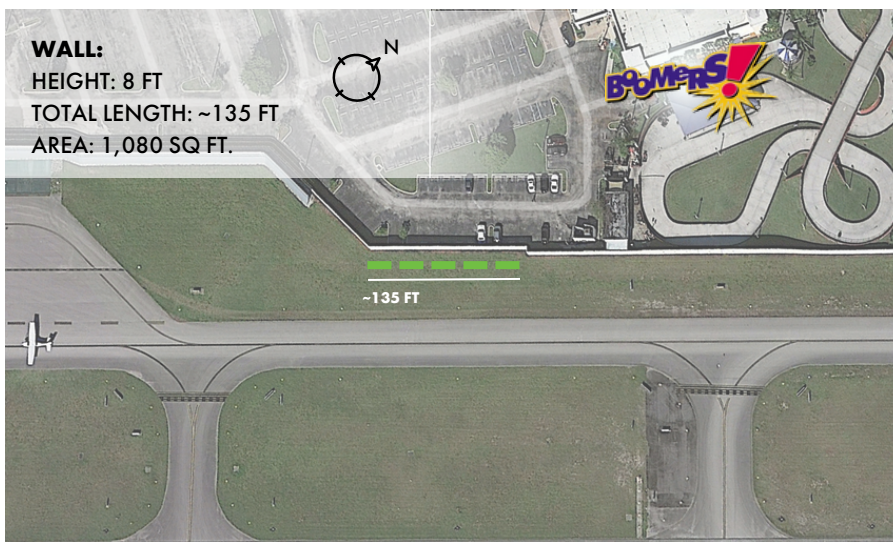 WALL:
HEIGHT: 8 FT
TOTAL LENGTH: ~135 FT
AREA: 1,080 SQ FT.
N
BOOMERS!
~135 FT